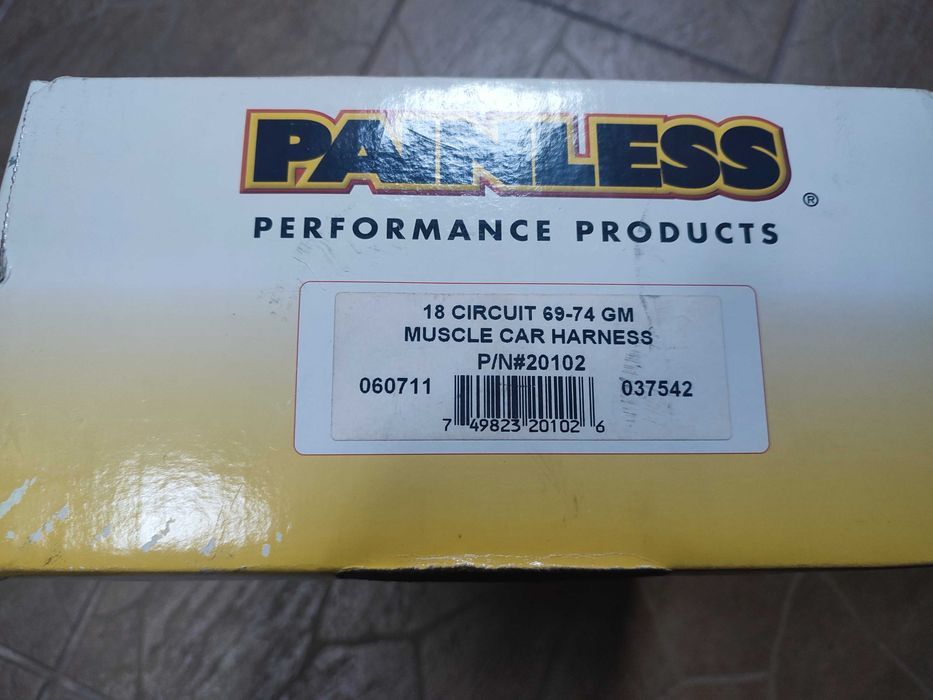 PAINLESS
®
PERFORMANCE PRODUCTS
18 CIRCUIT 69-74 GM
MUSCLE CAR HARNESS
P/N#20102
060711 037542
7 49823 20102 6